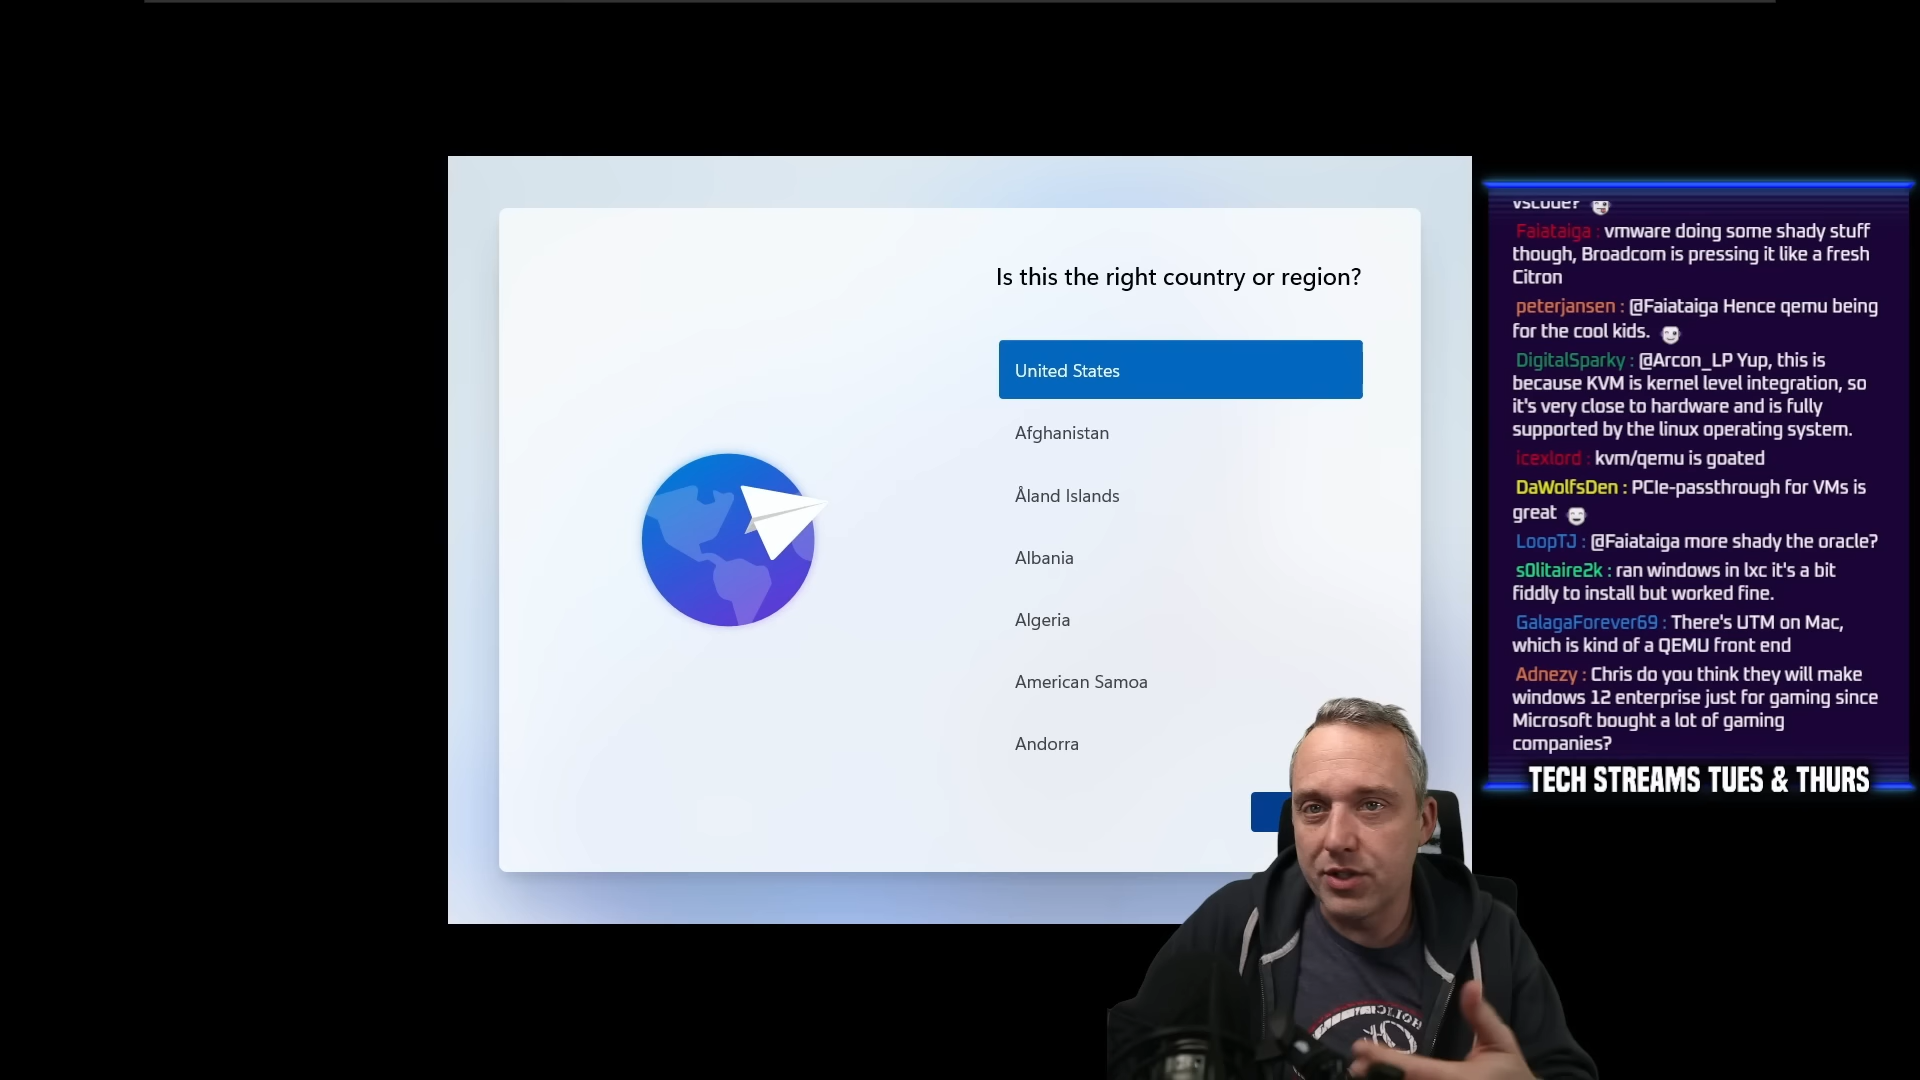 Is this the right country or region?
United States
Afghanistan
Åland Islands
Albania
Algeria
American Samoa
Andorra
vscode?
Faiataiga : vmware doing some shady stuff
though, Broadcom is pressing it like a fresh
Citron
peterjansen : @Faiataiga Hence qemu being
for the cool kids.
DigitalSparky : @Arcon_LP Yup, this is
because KVM is kernel level integration, so
it's very close to hardware and is fully
supported by the linux operating system.
icexlord : kvm/qemu is goated
DaWolfsDen : PCIe-passthrough for VMs is
great
LoopTJ : @Faiataiga more shady the oracle?
s0litaire2k : ran windows in lxc it's a bit
fiddly to install but worked fine.
GalagaForever69 : There's UTM on Mac,
which is kind of a QEMU front end
Adnezy : Chris do you think they will make
windows 12 enterprise just for gaming since
Microsoft bought a lot of gaming
companies?
TECH STREAMS TUES & THURS